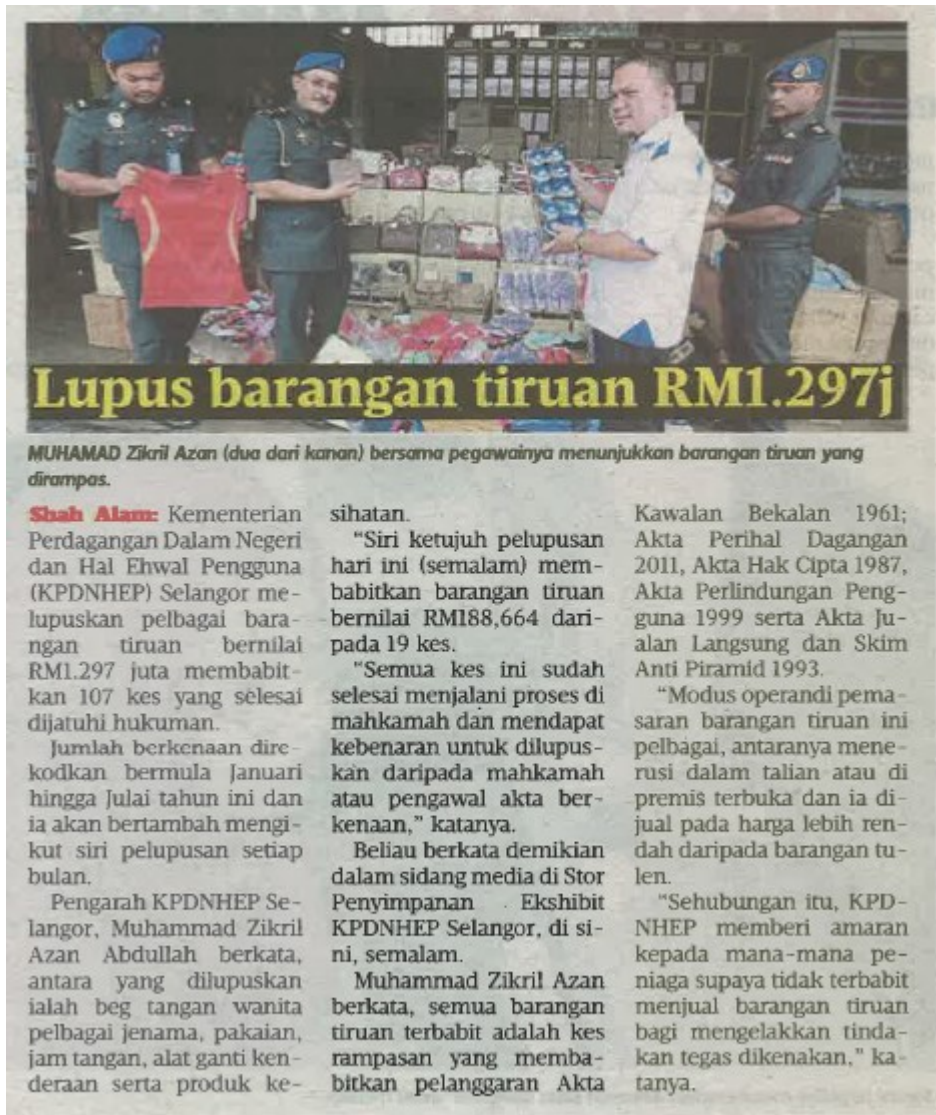 Lupus barangan tiruan RM1.297j
MUHAMAD Zikril Azan (dua dari kanan) bersama pegawainya menunjukkan barangan tiruan yang
dirampas.
Shah Alam: Kementerian
Perdagangan Dalam Negeri
dan Hal Ehwal Pengguna
(KPDNHEP) Selangor me-
lupuskan pelbagai bara-
ngan tiruan bernilai
RM1.297 juta membabit-
kan 107 kes yang selesai
dijatuhi hukuman.
Jumlah berkenaan dire-
kodkan bermula Januari
hingga Julai tahun ini dan
ia akan bertambah mengi-
kut siri pelupusan setiap
bulan.
Pengarah KPDNHEP Se-
langor, Muhammad Zikril
Azan Abdullah berkata,
antara yang dilupuskan
ialah beg tangan wanita
pelbagai jenama, pakaian,
jam tangan, alat ganti ken-
deraan serta produk ke-
sihatan.
“Siri ketujuh pelupusan
hari ini (semalam) mem-
babitkan barangan tiruan
bernilai RM188,664 dari-
pada 19 kes.
“Semua kes ini sudah
selesai menjalani proses di
mahkamah dan mendapat
kebenaran untuk dilupus-
kan daripada mahkamah
atau pengawal akta ber-
kenaan,” katanya.
Beliau berkata demikian
dalam sidang media di Stor
Penyimpanan Ekshibit
KPDNHEP Selangor, di si-
ni, semalam.
Muhammad Zikril Azan
berkata, semua barangan
tiruan terbabit adalah kes
rampasan yang memba-
bitkan pelanggaran Akta
Kawalan Bekalan 1961;
Akta Perihal Dagangan
2011, Akta Hak Cipta 1987,
Akta Perlindungan Peng-
guna 1999 serta Akta Ju-
alan Langsung dan Skim
Anti Piramid 1993.
“Modus operandi pema-
saran barangan tiruan ini
pelbagai, antaranya mene-
rusi dalam talian atau di
premis terbuka dan ia di-
jual pada harga lebih ren-
dah daripada barangan tu-
len.
“Sehubungan itu, KPD-
NHEP memberi amaran
kepada mana-mana pe-
niaga supaya tidak terbabit
menjual barangan tiruan
bagi mengelakkan tinda-
kan tegas dikenakan,” ka-
tanya.